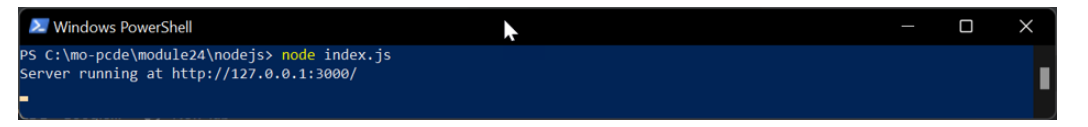 Windows PowerShell
PS C:\mo-pcde\module24\nodejs> node index.js
Server running at http://127.0.0.1:3000/